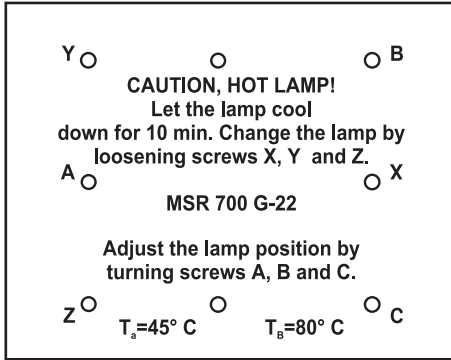 Y B
CAUTION, HOT LAMP!
Let the lamp cool
down for 10 min. Change the lamp by
loosening screws X, Y and Z.
A X
MSR 700 G-22
Adjust the lamp position by
turning screws A, B and C.
Z C
Ta=45° C TB=80° C